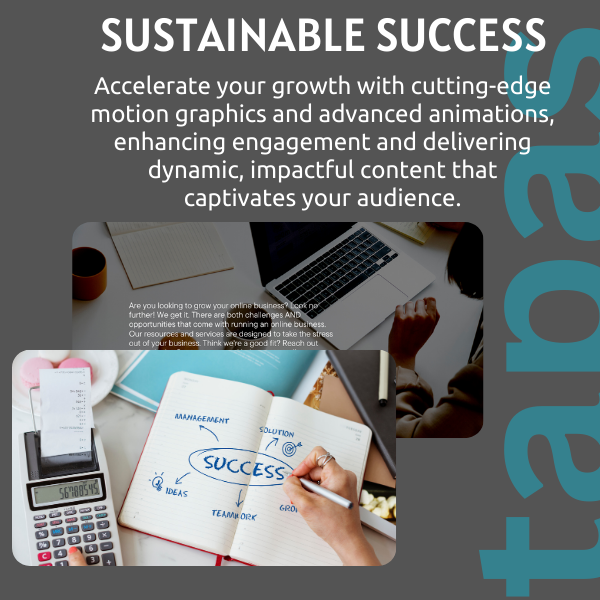 SUSTAINABLE SUCCESS
Accelerate your growth with cutting-edge
motion graphics and advanced animations,
enhancing engagement and delivering
dynamic, impactful content that
captivates your audience.
tapas
Are you looking to grow your online business? Look no
further! We get it. There are both challenges AND
opportunities that come with running an online business.
Our resources and services are designed to take the stress
out of your business. Think we're a good fit? Reach out
MANAGEMENT
SOLUTION
SUCCESS
IDEAS
TEAMWORK
GRO